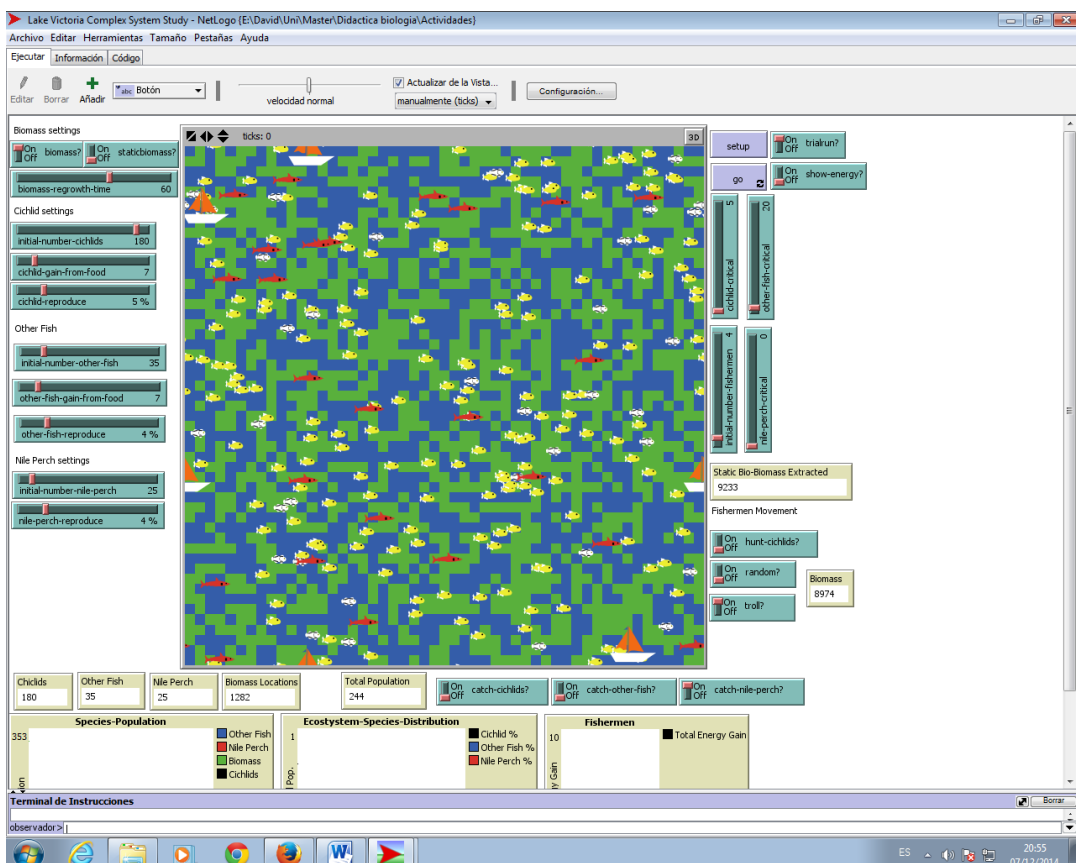 Lake Victoria Complex System Study - NetLogo {E:\David\Uni\Master\Didactica biologia\Actividades}
Archivo Editar Herramientas Tamaño Pestañas Ayuda
Ejecutar Información Código
Editar Borrar Añadir
abc Botón
velocidad normal
Actualizar de la Vista...
manualmente (ticks)
Configuración...
ticks: 0
3D
Biomass settings
On Off biomass?
On Off staticbiomass?
biomass-regrowth-time 60
Cichlid settings
initial-number-cichlids 180
cichlid-gain-from-food 7
cichlid-reproduce 5 %
Other Fish
initial-number-other-fish 35
other-fish-gain-from-food 7
other-fish-reproduce 4 %
Nile Perch settings
initial-number-nile-perch 25
nile-perch-reproduce 4 %
setup
On Off trialrun?
go
On Off show-energy?
cichlid-critical 5
other-fish-critical 20
initial-number-fishermen 4
nile-perch-critical 0
Static Bio-Biomass Extracted
9233
Fishermen Movement
On Off hunt-cichlids?
On Off random?
On Off troll?
Biomass
8974
Chiclids
180
Other Fish
35
Nile Perch
25
Biomass Locations
1282
Total Population
244
On Off catch-cichlids?
On Off catch-other-fish?
On Off catch-nile-perch?
Species-Population
353
Other Fish
Nile Perch
Biomass
Cichlids
Ecostystem-Species-Distribution
1
Pop.
Cichlid %
Other Fish %
Nile Perch %
Fishermen
10
Gain
Total Energy Gain
Terminal de Instrucciones
Borrar
observador>
ES
20:55
07/12/2014